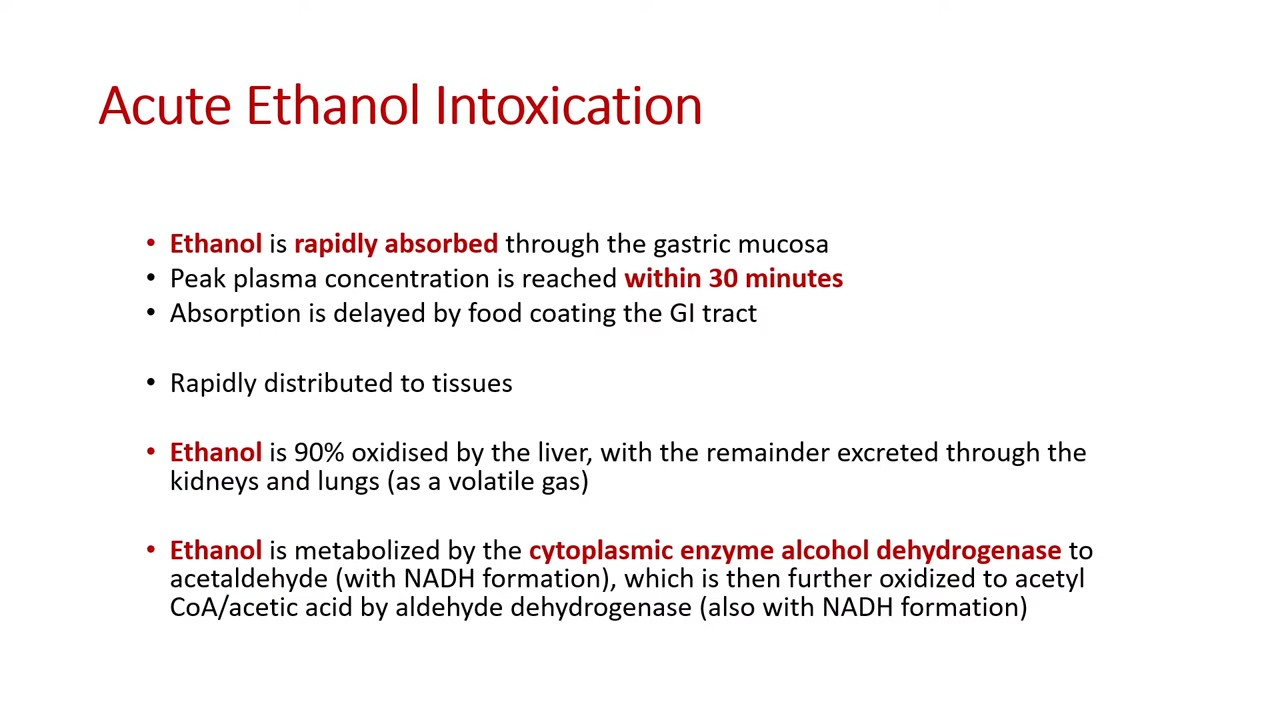 Acute Ethanol Intoxication
• Ethanol is rapidly absorbed through the gastric mucosa
• Peak plasma concentration is reached within 30 minutes
• Absorption is delayed by food coating the GI tract
• Rapidly distributed to tissues
• Ethanol is 90% oxidised by the liver, with the remainder excreted through the
kidneys and lungs (as a volatile gas)
• Ethanol is metabolized by the cytoplasmic enzyme alcohol dehydrogenase to
acetaldehyde (with NADH formation), which is then further oxidized to acetyl
CoA/acetic acid by aldehyde dehydrogenase (also with NADH formation)